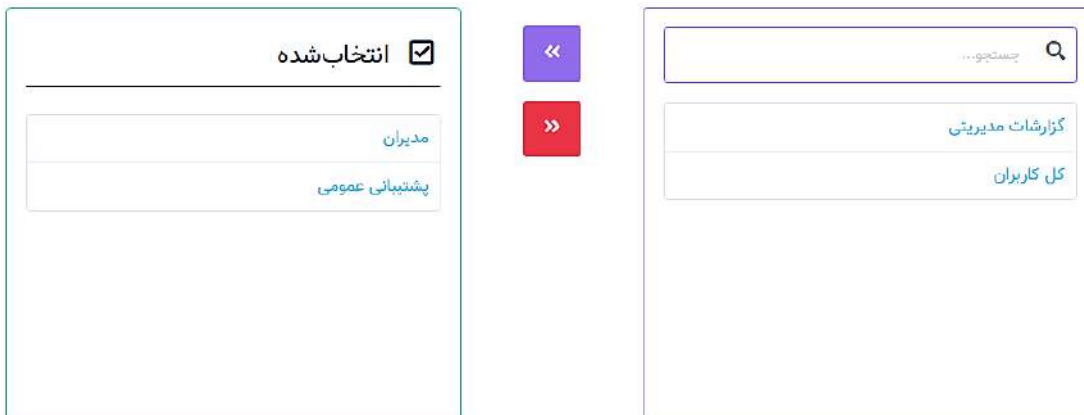 جستجو...
گزارشات مدیریتی
کل کاربران
انتخاب‌شده
مدیران
پشتیبانی عمومی